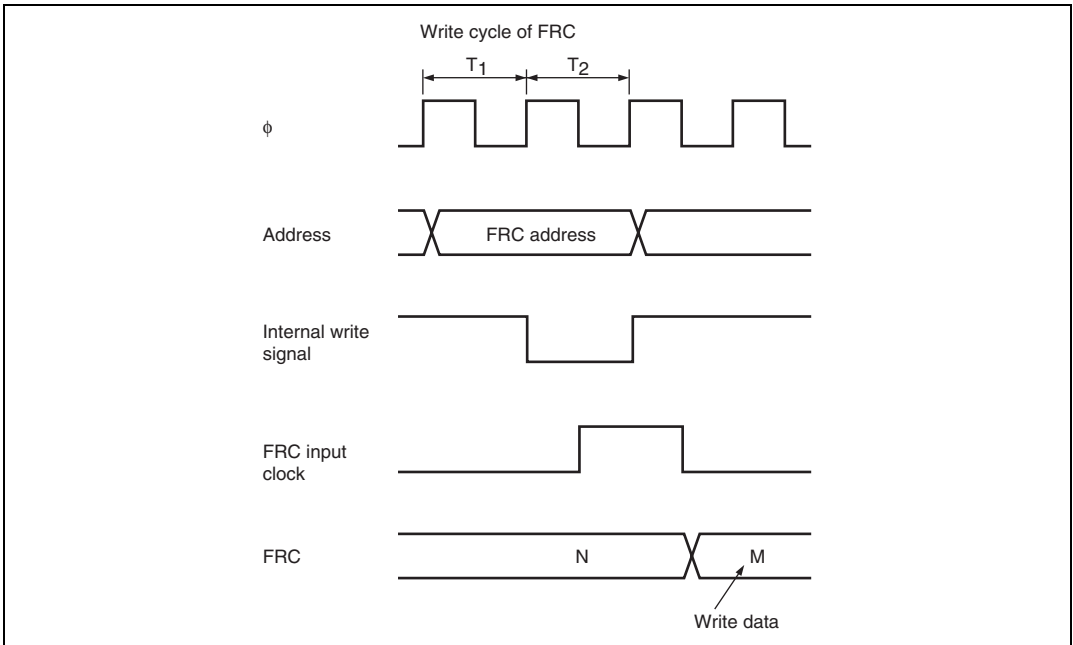 Write cycle of FRC
T1 T2
ϕ
Address
FRC address
Internal write
signal
FRC input
clock
FRC
N
M
Write data